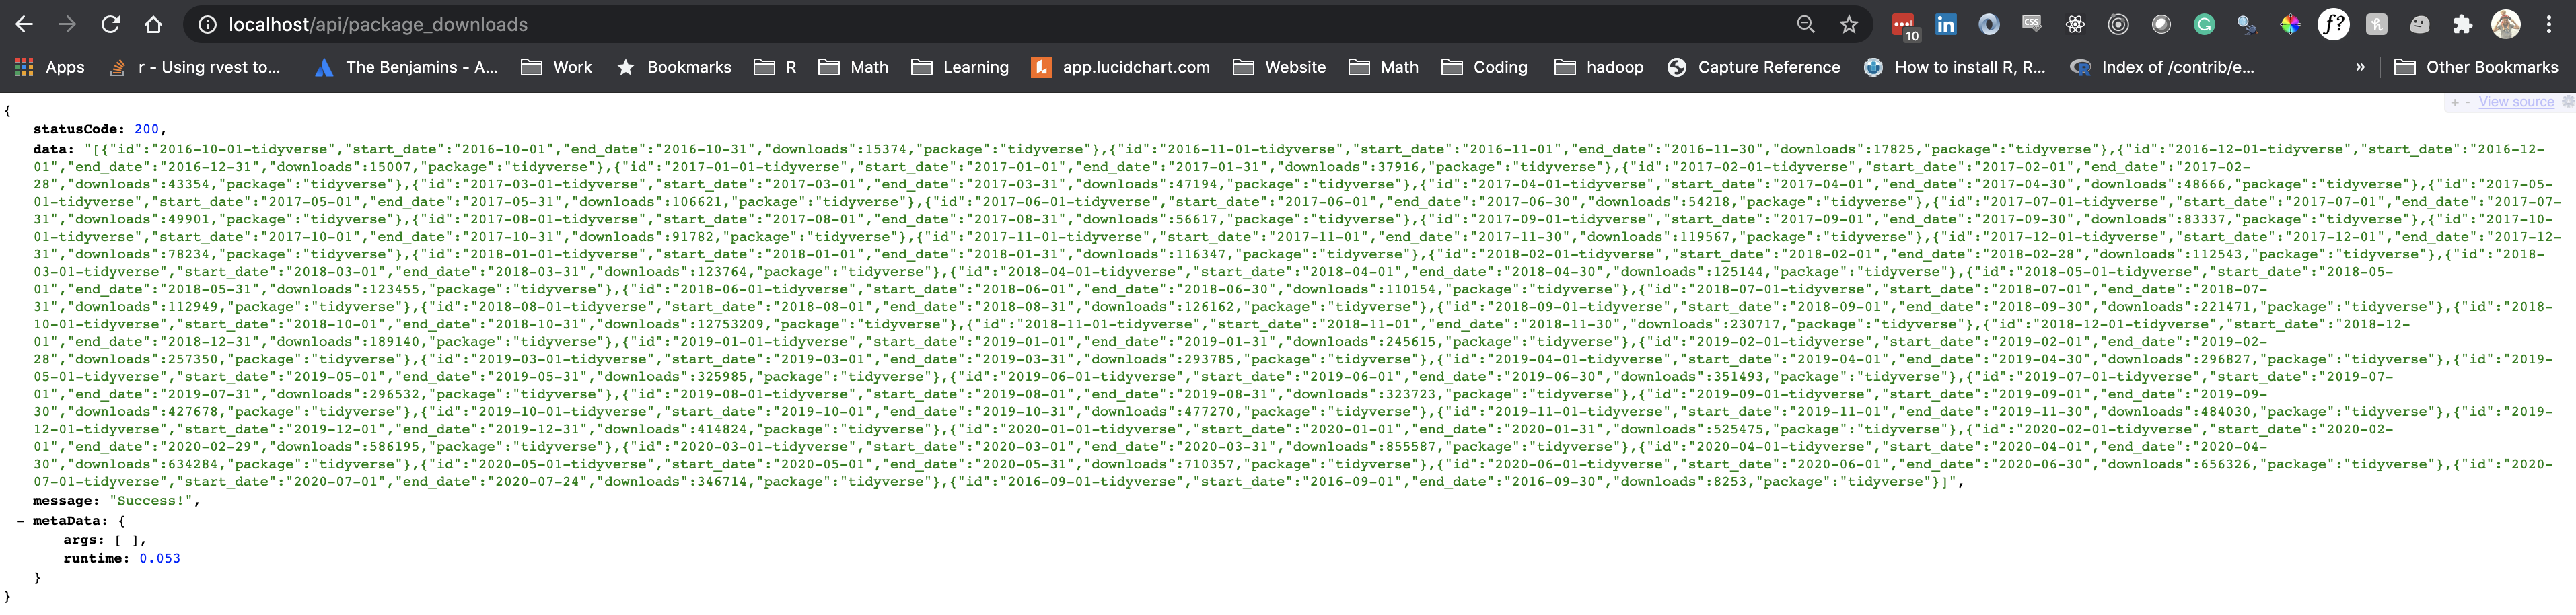 localhost/api/package_downloads
10
Apps r - Using rvest to... The Benjamins - A... Work Bookmarks R Math Learning app.lucidchart.com Website Math Coding hadoop Capture Reference How to install R, R... Index of /contrib/e... » Other Bookmarks
+ - View source
{
statusCode: 200,
data: "[{"id":"2016-10-01-tidyverse","start_date":"2016-10-01","end_date":"2016-10-31","downloads":15374,"package":"tidyverse"},{"id":"2016-11-01-tidyverse","start_date":"2016-11-01","end_date":"2016-11-30","downloads":17825,"package":"tidyverse"},{"id":"2016-12-01-tidyverse","start_date":"2016-12-
01","end_date":"2016-12-31","downloads":15007,"package":"tidyverse"},{"id":"2017-01-01-tidyverse","start_date":"2017-01-01","end_date":"2017-01-31","downloads":37916,"package":"tidyverse"},{"id":"2017-02-01-tidyverse","start_date":"2017-02-01","end_date":"2017-02-
28","downloads":43354,"package":"tidyverse"},{"id":"2017-03-01-tidyverse","start_date":"2017-03-01","end_date":"2017-03-31","downloads":47194,"package":"tidyverse"},{"id":"2017-04-01-tidyverse","start_date":"2017-04-01","end_date":"2017-04-30","downloads":48666,"package":"tidyverse"},{"id":"2017-05-
01-tidyverse","start_date":"2017-05-01","end_date":"2017-05-31","downloads":106621,"package":"tidyverse"},{"id":"2017-06-01-tidyverse","start_date":"2017-06-01","end_date":"2017-06-30","downloads":54218,"package":"tidyverse"},{"id":"2017-07-01-tidyverse","start_date":"2017-07-01","end_date":"2017-07-
31","downloads":49901,"package":"tidyverse"},{"id":"2017-08-01-tidyverse","start_date":"2017-08-01","end_date":"2017-08-31","downloads":56617,"package":"tidyverse"},{"id":"2017-09-01-tidyverse","start_date":"2017-09-01","end_date":"2017-09-30","downloads":83337,"package":"tidyverse"},{"id":"2017-10-
01-tidyverse","start_date":"2017-10-01","end_date":"2017-10-31","downloads":91782,"package":"tidyverse"},{"id":"2017-11-01-tidyverse","start_date":"2017-11-01","end_date":"2017-11-30","downloads":119567,"package":"tidyverse"},{"id":"2017-12-01-tidyverse","start_date":"2017-12-01","end_date":"2017-12-
31","downloads":78234,"package":"tidyverse"},{"id":"2018-01-01-tidyverse","start_date":"2018-01-01","end_date":"2018-01-31","downloads":116347,"package":"tidyverse"},{"id":"2018-02-01-tidyverse","start_date":"2018-02-01","end_date":"2018-02-28","downloads":112543,"package":"tidyverse"},{"id":"2018-
03-01-tidyverse","start_date":"2018-03-01","end_date":"2018-03-31","downloads":123764,"package":"tidyverse"},{"id":"2018-04-01-tidyverse","start_date":"2018-04-01","end_date":"2018-04-30","downloads":125144,"package":"tidyverse"},{"id":"2018-05-01-tidyverse","start_date":"2018-05-
01","end_date":"2018-05-31","downloads":123455,"package":"tidyverse"},{"id":"2018-06-01-tidyverse","start_date":"2018-06-01","end_date":"2018-06-30","downloads":110154,"package":"tidyverse"},{"id":"2018-07-01-tidyverse","start_date":"2018-07-01","end_date":"2018-07-
31","downloads":112949,"package":"tidyverse"},{"id":"2018-08-01-tidyverse","start_date":"2018-08-01","end_date":"2018-08-31","downloads":126162,"package":"tidyverse"},{"id":"2018-09-01-tidyverse","start_date":"2018-09-01","end_date":"2018-09-30","downloads":221471,"package":"tidyverse"},{"id":"2018-
10-01-tidyverse","start_date":"2018-10-01","end_date":"2018-10-31","downloads":12753209,"package":"tidyverse"},{"id":"2018-11-01-tidyverse","start_date":"2018-11-01","end_date":"2018-11-30","downloads":230717,"package":"tidyverse"},{"id":"2018-12-01-tidyverse","start_date":"2018-12-
01","end_date":"2018-12-31","downloads":189140,"package":"tidyverse"},{"id":"2019-01-01-tidyverse","start_date":"2019-01-01","end_date":"2019-01-31","downloads":245615,"package":"tidyverse"},{"id":"2019-02-01-tidyverse","start_date":"2019-02-01","end_date":"2019-02-
28","downloads":257350,"package":"tidyverse"},{"id":"2019-03-01-tidyverse","start_date":"2019-03-01","end_date":"2019-03-31","downloads":293785,"package":"tidyverse"},{"id":"2019-04-01-tidyverse","start_date":"2019-04-01","end_date":"2019-04-30","downloads":296827,"package":"tidyverse"},{"id":"2019-
05-01-tidyverse","start_date":"2019-05-01","end_date":"2019-05-31","downloads":325985,"package":"tidyverse"},{"id":"2019-06-01-tidyverse","start_date":"2019-06-01","end_date":"2019-06-30","downloads":351493,"package":"tidyverse"},{"id":"2019-07-01-tidyverse","start_date":"2019-07-
01","end_date":"2019-07-31","downloads":296532,"package":"tidyverse"},{"id":"2019-08-01-tidyverse","start_date":"2019-08-01","end_date":"2019-08-31","downloads":323723,"package":"tidyverse"},{"id":"2019-09-01-tidyverse","start_date":"2019-09-01","end_date":"2019-09-
30","downloads":427678,"package":"tidyverse"},{"id":"2019-10-01-tidyverse","start_date":"2019-10-01","end_date":"2019-10-31","downloads":477270,"package":"tidyverse"},{"id":"2019-11-01-tidyverse","start_date":"2019-11-01","end_date":"2019-11-30","downloads":484030,"package":"tidyverse"},{"id":"2019-
12-01-tidyverse","start_date":"2019-12-01","end_date":"2019-12-31","downloads":414824,"package":"tidyverse"},{"id":"2020-01-01-tidyverse","start_date":"2020-01-01","end_date":"2020-01-31","downloads":525475,"package":"tidyverse"},{"id":"2020-02-01-tidyverse","start_date":"2020-02-
01","end_date":"2020-02-29","downloads":586195,"package":"tidyverse"},{"id":"2020-03-01-tidyverse","start_date":"2020-03-01","end_date":"2020-03-31","downloads":855587,"package":"tidyverse"},{"id":"2020-04-01-tidyverse","start_date":"2020-04-01","end_date":"2020-04-
30","downloads":634284,"package":"tidyverse"},{"id":"2020-05-01-tidyverse","start_date":"2020-05-01","end_date":"2020-05-31","downloads":710357,"package":"tidyverse"},{"id":"2020-06-01-tidyverse","start_date":"2020-06-01","end_date":"2020-06-30","downloads":656326,"package":"tidyverse"},{"id":"2020-
07-01-tidyverse","start_date":"2020-07-01","end_date":"2020-07-24","downloads":346714,"package":"tidyverse"},{"id":"2016-09-01-tidyverse","start_date":"2016-09-01","end_date":"2016-09-30","downloads":8253,"package":"tidyverse"}]",
message: "Success!",
- metaData: {
args: [ ],
runtime: 0.053
}
}